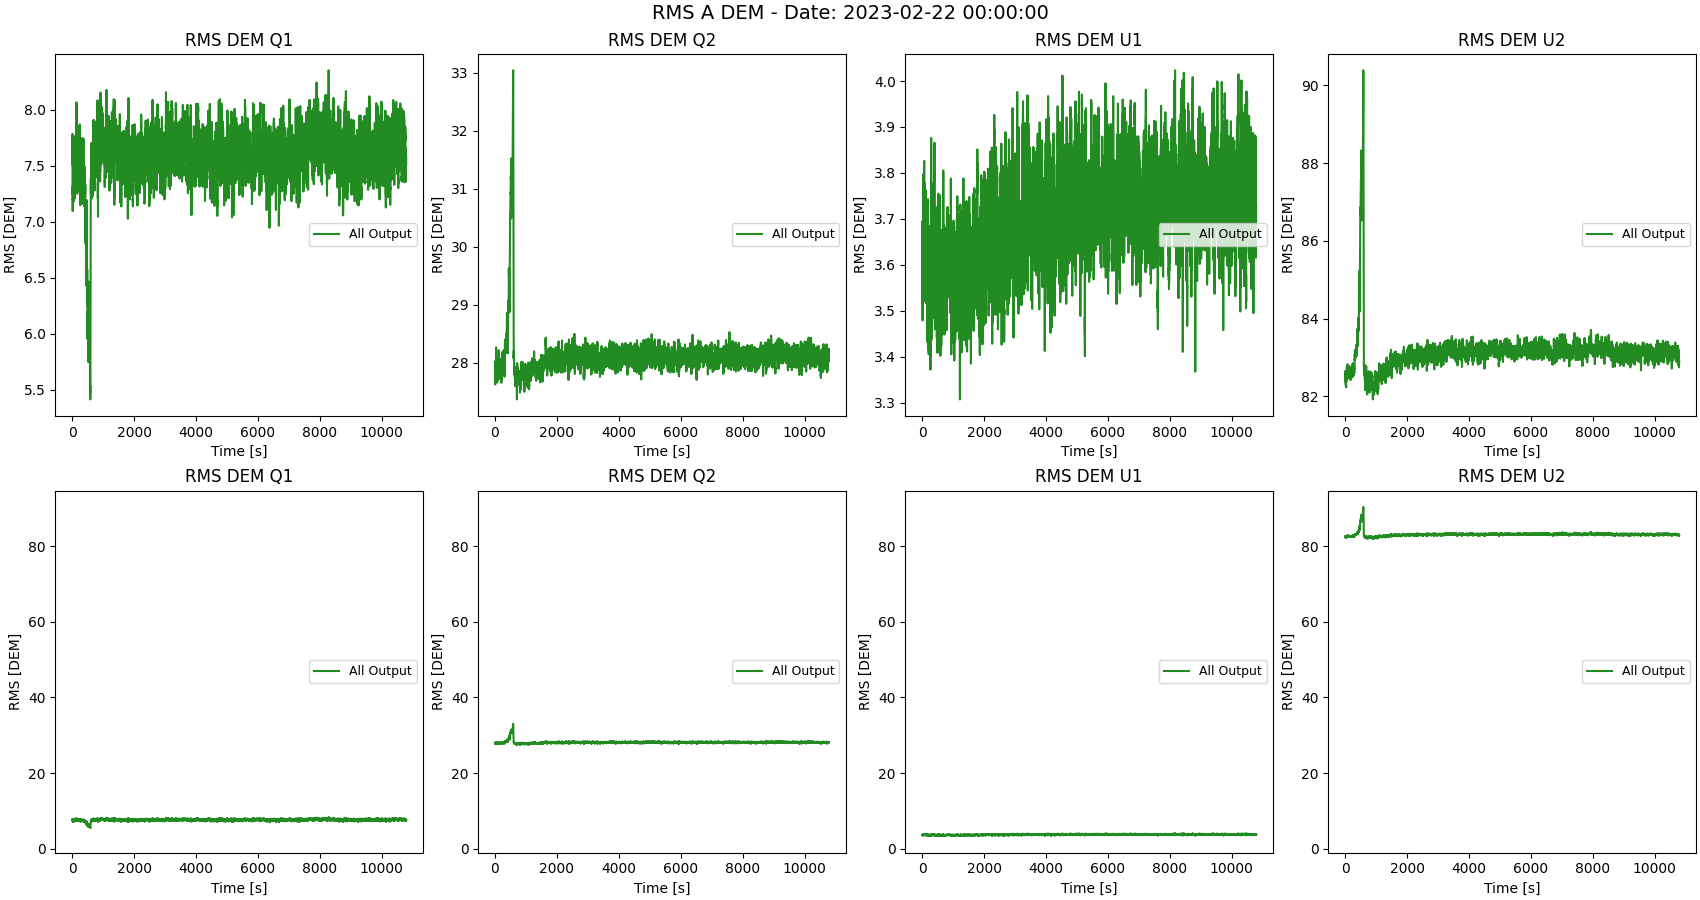 RMS A DEM - Date: 2023-02-22 00:00:00
RMS DEM Q1
RMS [DEM]
8.0
7.5
7.0
6.5
6.0
5.5
All Output
0 2000 4000 6000 8000 10000
Time [s]
RMS DEM Q2
RMS [DEM]
33
32
31
30
29
28
All Output
0 2000 4000 6000 8000 10000
Time [s]
RMS DEM U1
RMS [DEM]
4.0
3.9
3.8
3.7
3.6
3.5
3.4
3.3
All Output
0 2000 4000 6000 8000 10000
Time [s]
RMS DEM U2
RMS [DEM]
90
88
86
84
82
All Output
0 2000 4000 6000 8000 10000
Time [s]
RMS DEM Q1
RMS [DEM]
80
60
40
20
0
All Output
0 2000 4000 6000 8000 10000
Time [s]
RMS DEM Q2
RMS [DEM]
80
60
40
20
0
All Output
0 2000 4000 6000 8000 10000
Time [s]
RMS DEM U1
RMS [DEM]
80
60
40
20
0
All Output
0 2000 4000 6000 8000 10000
Time [s]
RMS DEM U2
RMS [DEM]
80
60
40
20
0
All Output
0 2000 4000 6000 8000 10000
Time [s]